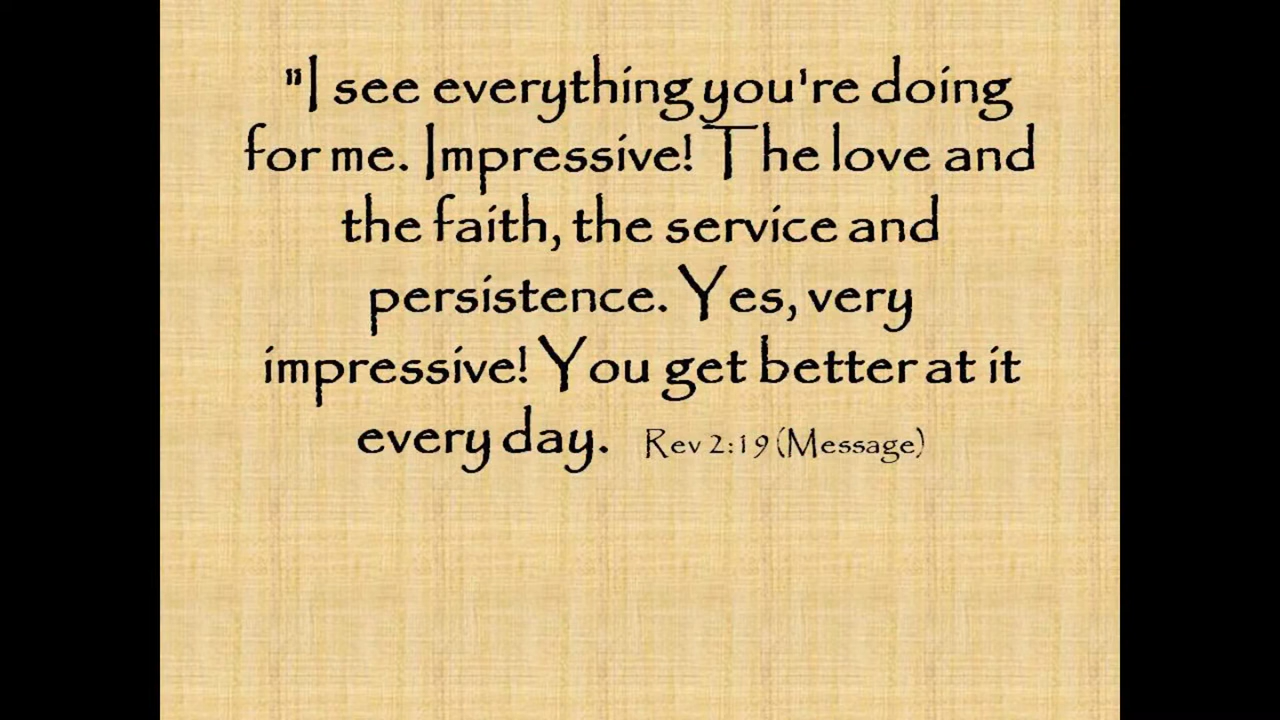 "I see everything you're doing
for me. Impressive! The love and
the faith, the service and
persistence. Yes, very
impressive! You get better at it
every day. Rev 2:19 (Message)